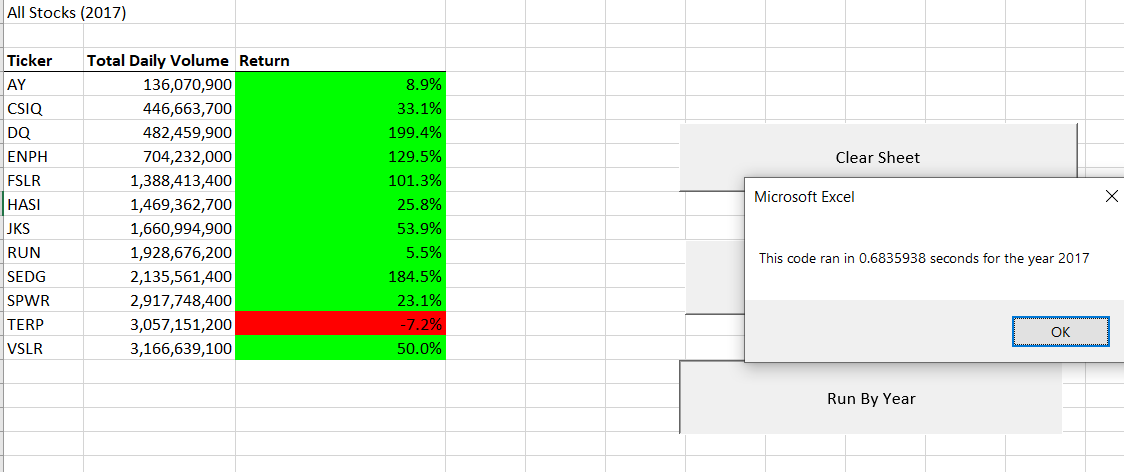 All Stocks (2017)
Ticker Total Daily Volume Return
AY 136,070,900 8.9%
CSIQ 446,663,700 33.1%
DQ 482,459,900 199.4%
ENPH 704,232,000 129.5%
FSLR 1,388,413,400 101.3%
HASI 1,469,362,700 25.8%
JKS 1,660,994,900 53.9%
RUN 1,928,676,200 5.5%
SEDG 2,135,561,400 184.5%
SPWR 2,917,748,400 23.1%
TERP 3,057,151,200 -7.2%
VSLR 3,166,639,100 50.0%
Clear Sheet
Microsoft Excel
This code ran in 0.6835938 seconds for the year 2017
OK
Run By Year